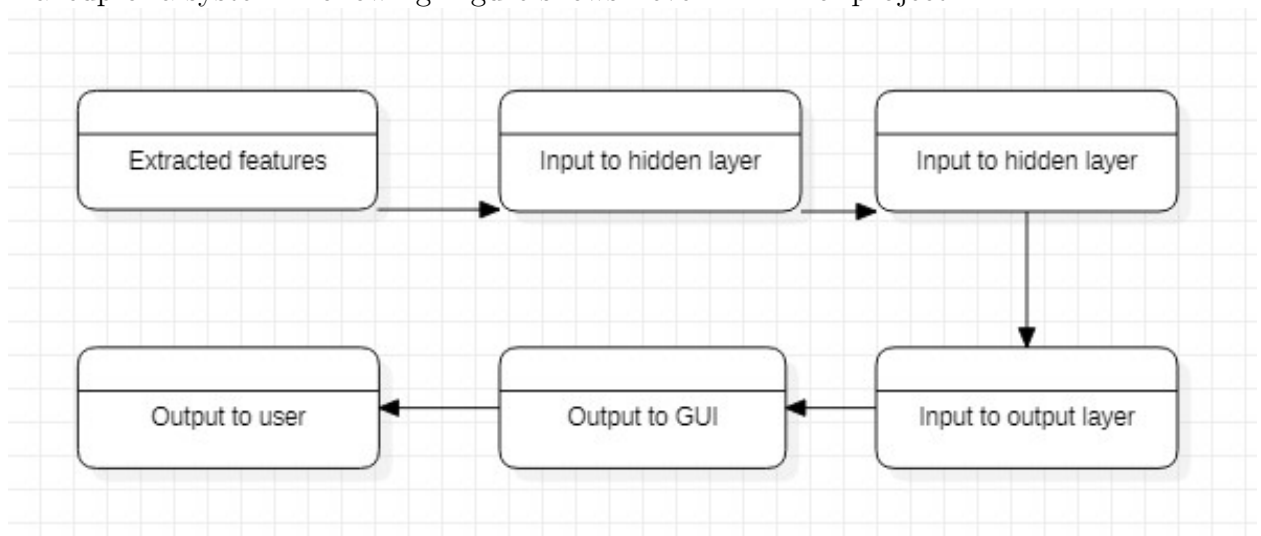 Extracted features
Input to hidden layer
Input to hidden layer
Output to user
Output to GUI
Input to output layer